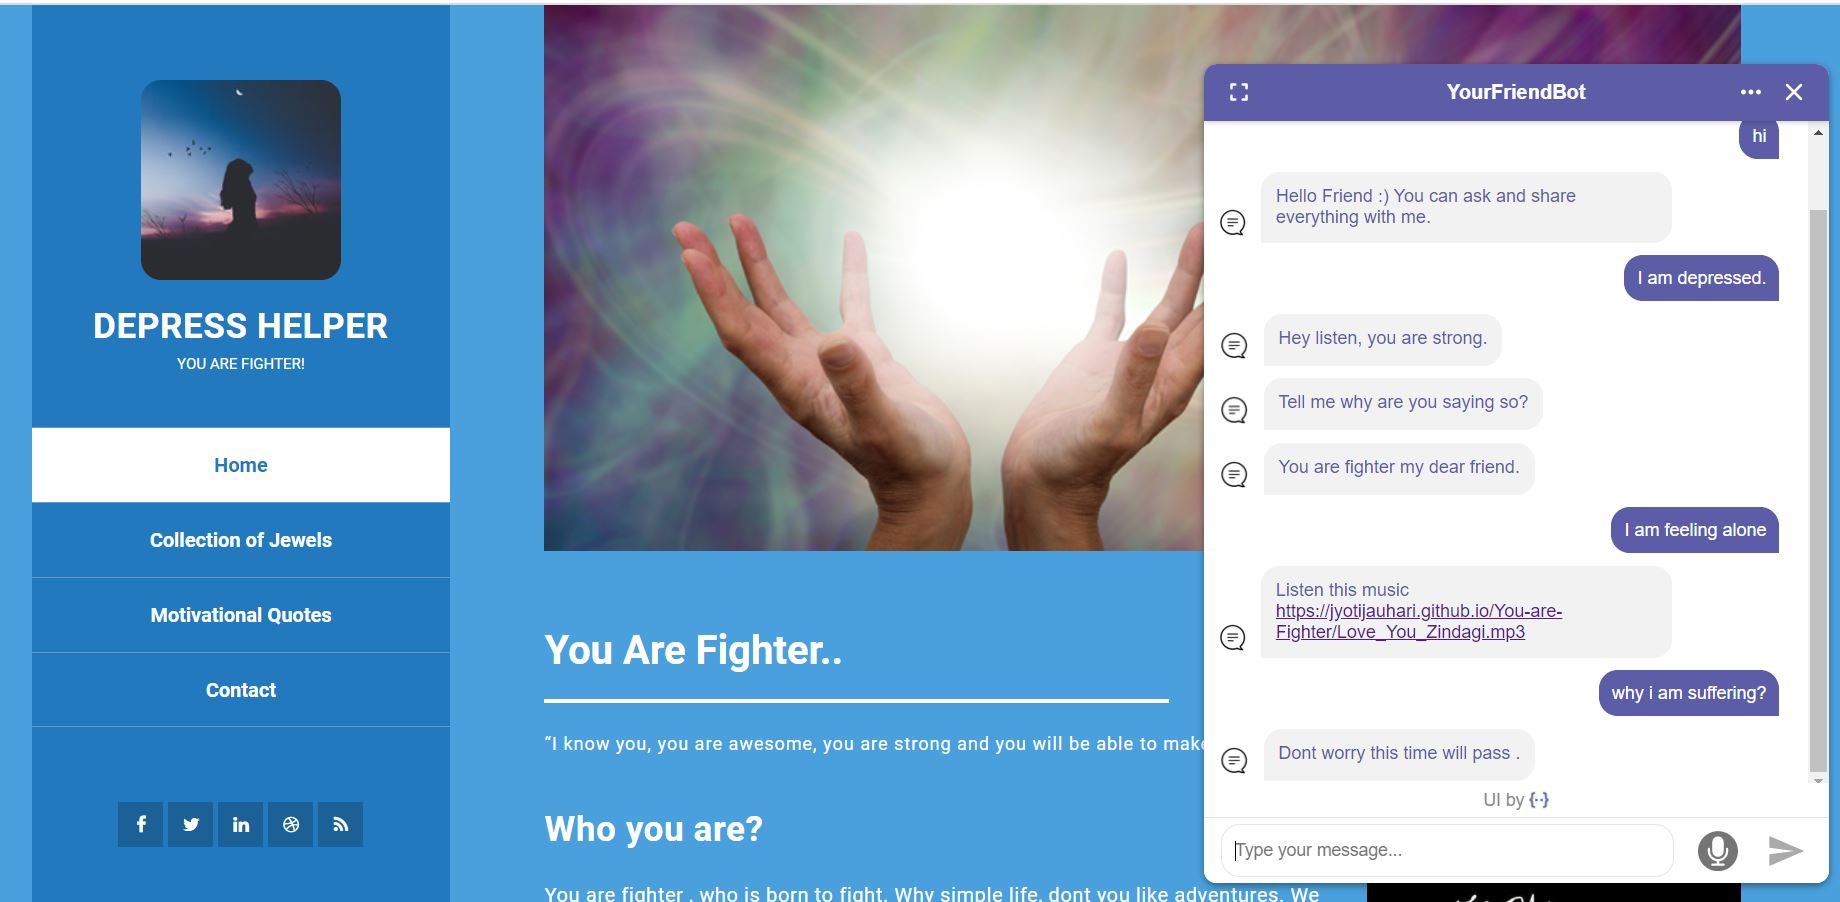 DEPRESS HELPER
YOU ARE FIGHTER!
Home
Collection of Jewels
Motivational Quotes
Contact
You Are Fighter..
“I know you, you are awesome, you are strong and you will be able to make
Who you are?
You are fighter , who is born to fight. Why simple life, dont you like adventures. We
YourFriendBot
hi
Hello Friend :) You can ask and share
everything with me.
I am depressed.
Hey listen, you are strong.
Tell me why are you saying so?
You are fighter my dear friend.
I am feeling alone
Listen this music
https://jyotijauhari.github.io/You-are-
Fighter/Love_You_Zindagi.mp3
why i am suffering?
Dont worry this time will pass .
UI by {··}
Type your message...